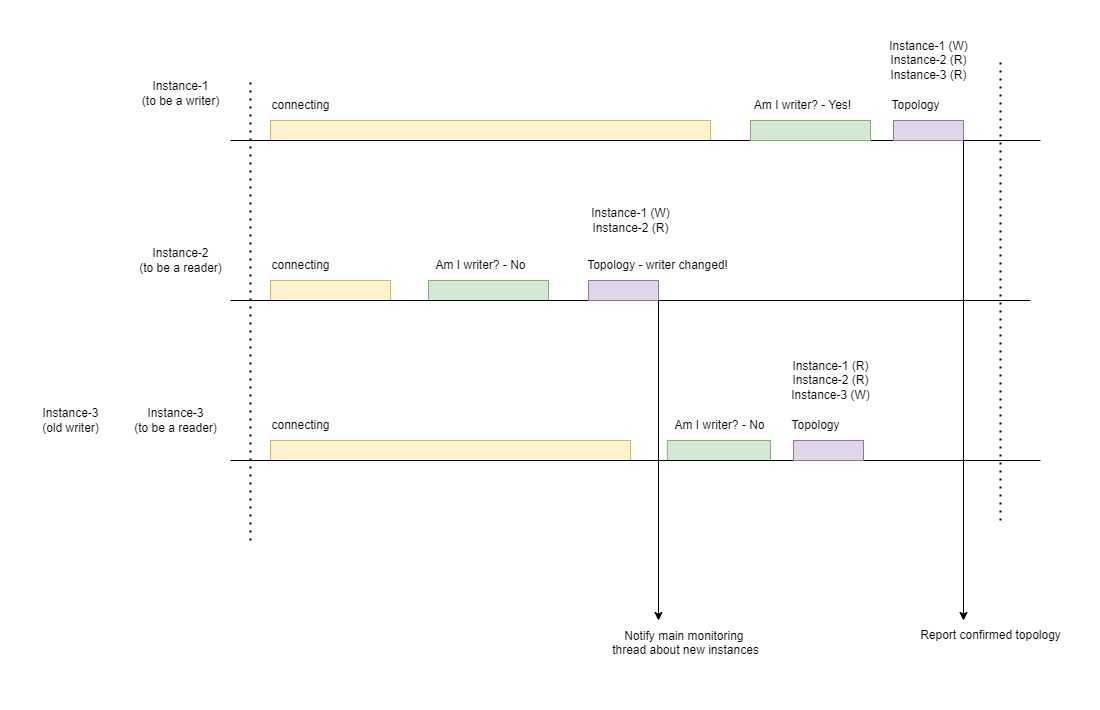 Instance-1 (W)
Instance-2 (R)
Instance-3 (R)
Instance-1
(to be a writer)
connecting
Am I writer? - Yes!
Topology
Instance-1 (W)
Instance-2 (R)
Instance-2
(to be a reader)
connecting
Am I writer? - No
Topology - writer changed!
Instance-1 (R)
Instance-2 (R)
Instance-3 (W)
Instance-3
(old writer)
Instance-3
(to be a reader)
connecting
Am I writer? - No
Topology
Notify main monitoring
thread about new instances
Report confirmed topology